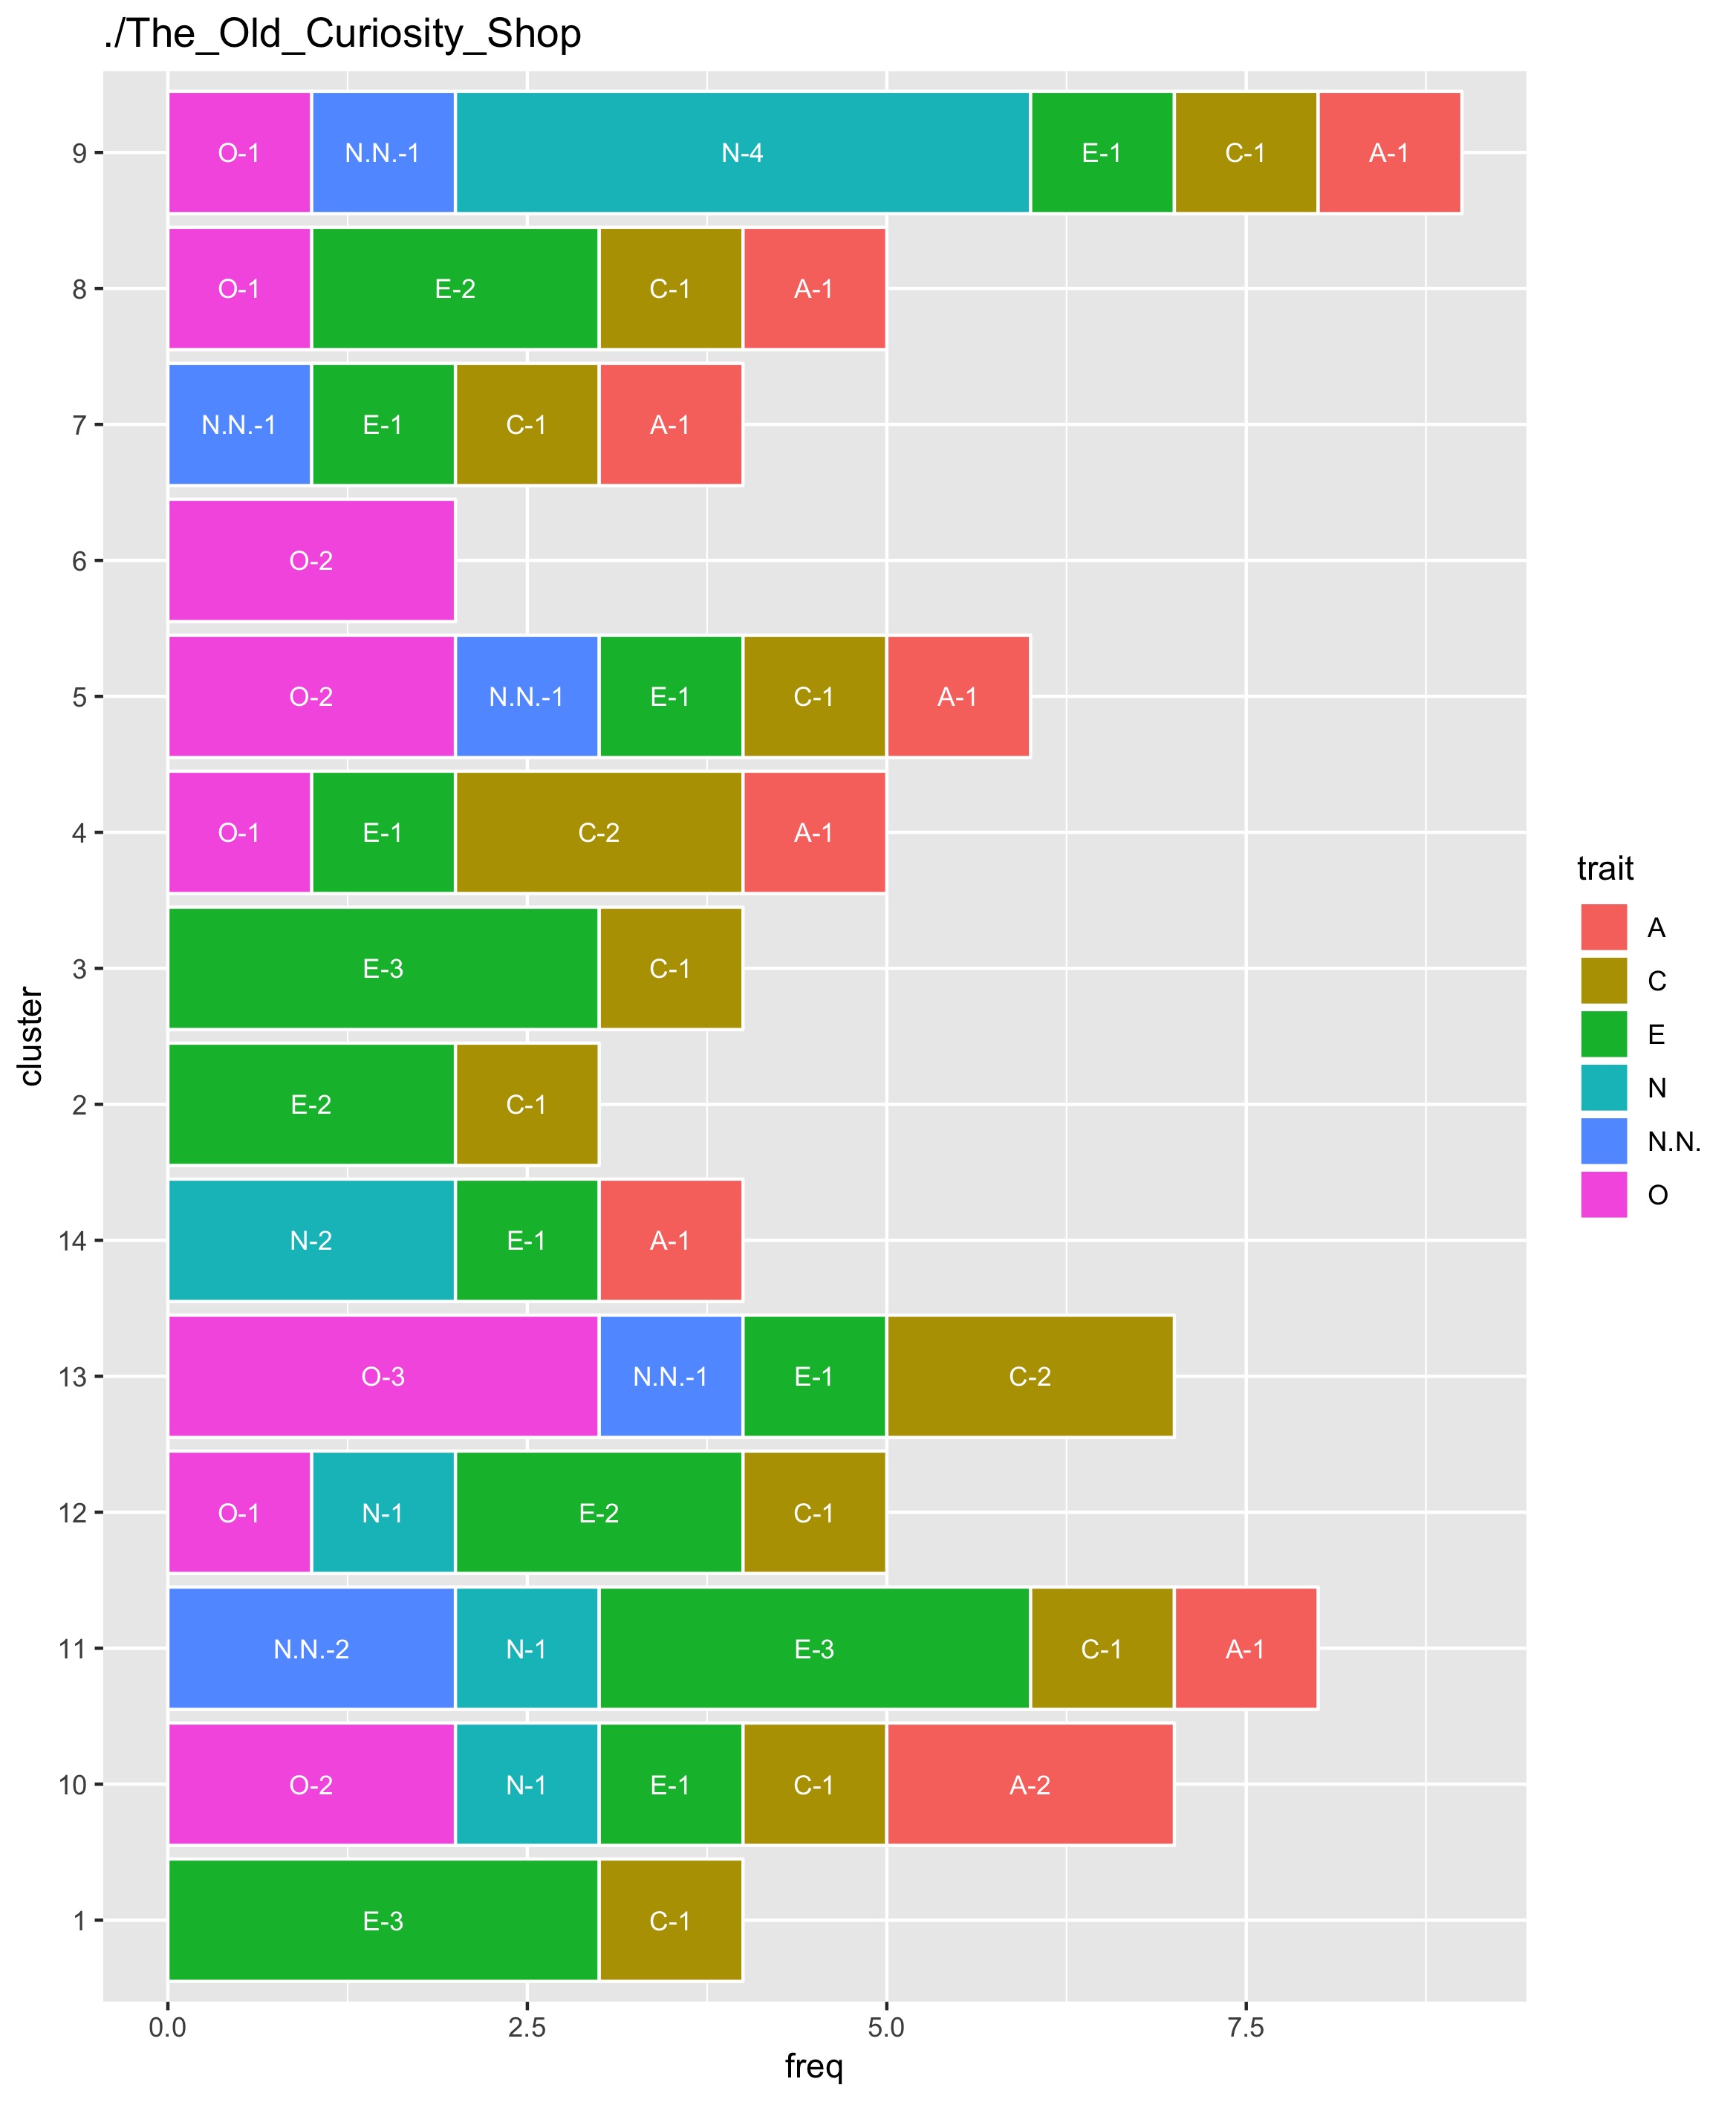 ./The_Old_Curiosity_Shop
9 O-1 N.N.-1 N-4 E-1 C-1 A-1
8 O-1 E-2 C-1 A-1
7 N.N.-1 E-1 C-1 A-1
6 O-2
5 O-2 N.N.-1 E-1 C-1 A-1
4 O-1 E-1 C-2 A-1
3 E-3 C-1
2 E-2 C-1
14 N-2 E-1 A-1
13 O-3 N.N.-1 E-1 C-2
12 O-1 N-1 E-2 C-1
11 N.N.-2 N-1 E-3 C-1 A-1
10 O-2 N-1 E-1 C-1 A-2
1 E-3 C-1
0.0 2.5 5.0 7.5
freq
cluster
trait
A
C
E
N
N.N.
O